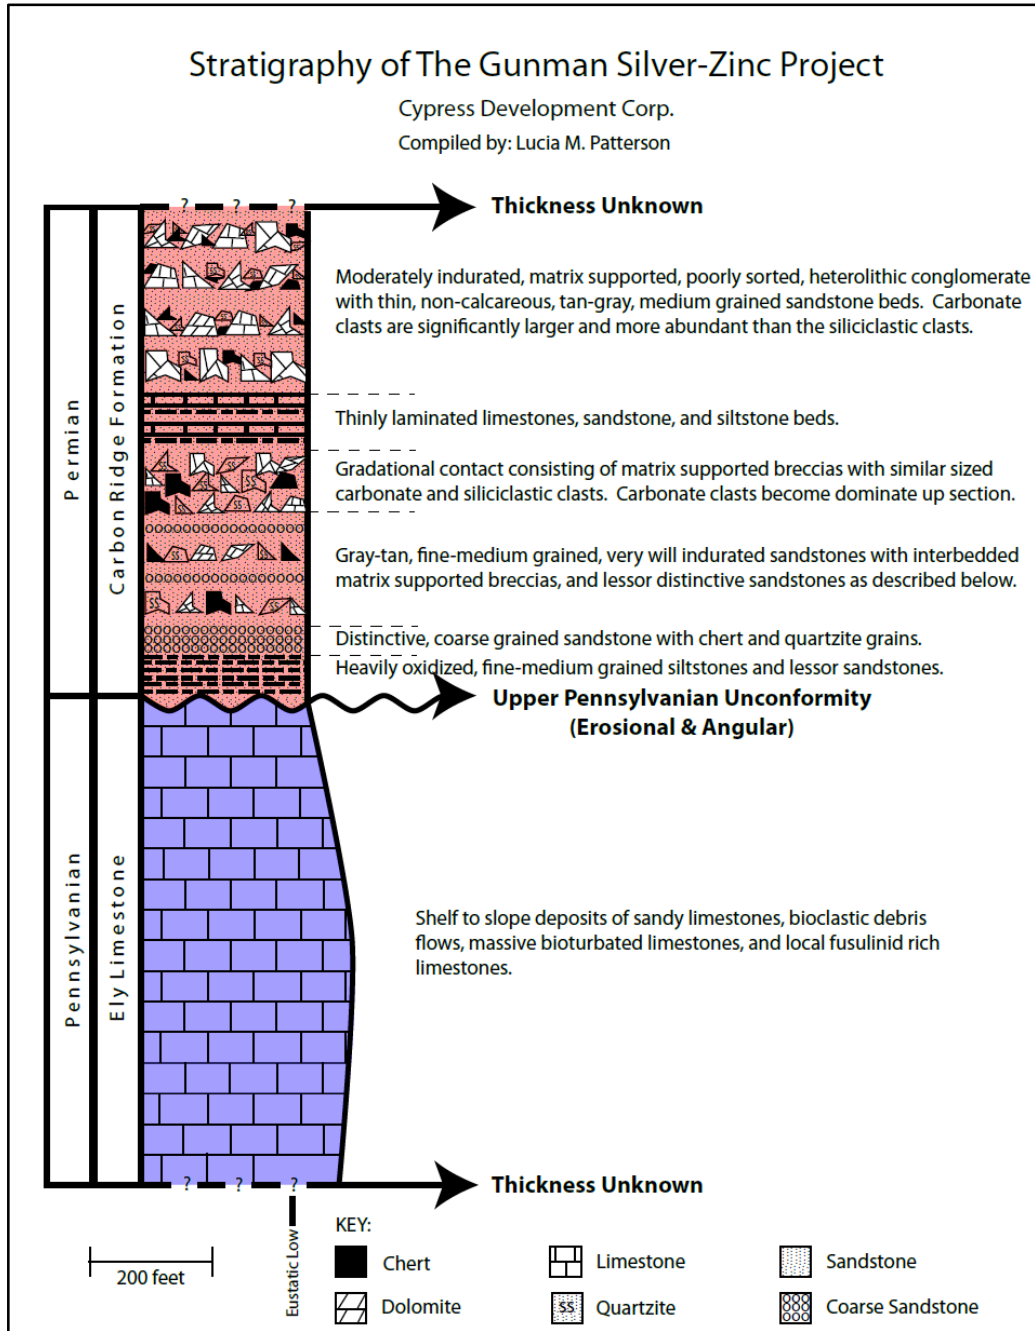 Stratigraphy of The Gunman Silver-Zinc Project
Cypress Development Corp.
Compiled by: Lucia M. Patterson
? ? ?
Thickness Unknown
Permian
Carbon Ridge Formation
Moderately indurated, matrix supported, poorly sorted, heterolithic conglomerate
with thin, non-calcareous, tan-gray, medium grained sandstone beds. Carbonate
clasts are significantly larger and more abundant than the siliciclastic clasts.
Thinly laminated limestones, sandstone, and siltstone beds.
Gradational contact consisting of matrix supported breccias with similar sized
carbonate and siliciclastic clasts. Carbonate clasts become dominate up section.
Gray-tan, fine-medium grained, very will indurated sandstones with interbedded
matrix supported breccias, and lessor distinctive sandstones as described below.
Distinctive, coarse grained sandstone with chert and quartzite grains.
Heavily oxidized, fine-medium grained siltstones and lessor sandstones.
Upper Pennsylvanian Unconformity
(Erosional & Angular)
Pennsylvanian
Ely Limestone
Shelf to slope deposits of sandy limestones, bioclastic debris
flows, massive bioturbated limestones, and local fusulinid rich
limestones.
? ? ?
Thickness Unknown
200 feet
Eustatic Low
KEY:
Chert
Limestone
Sandstone
Dolomite
SS
Quartzite
Coarse Sandstone